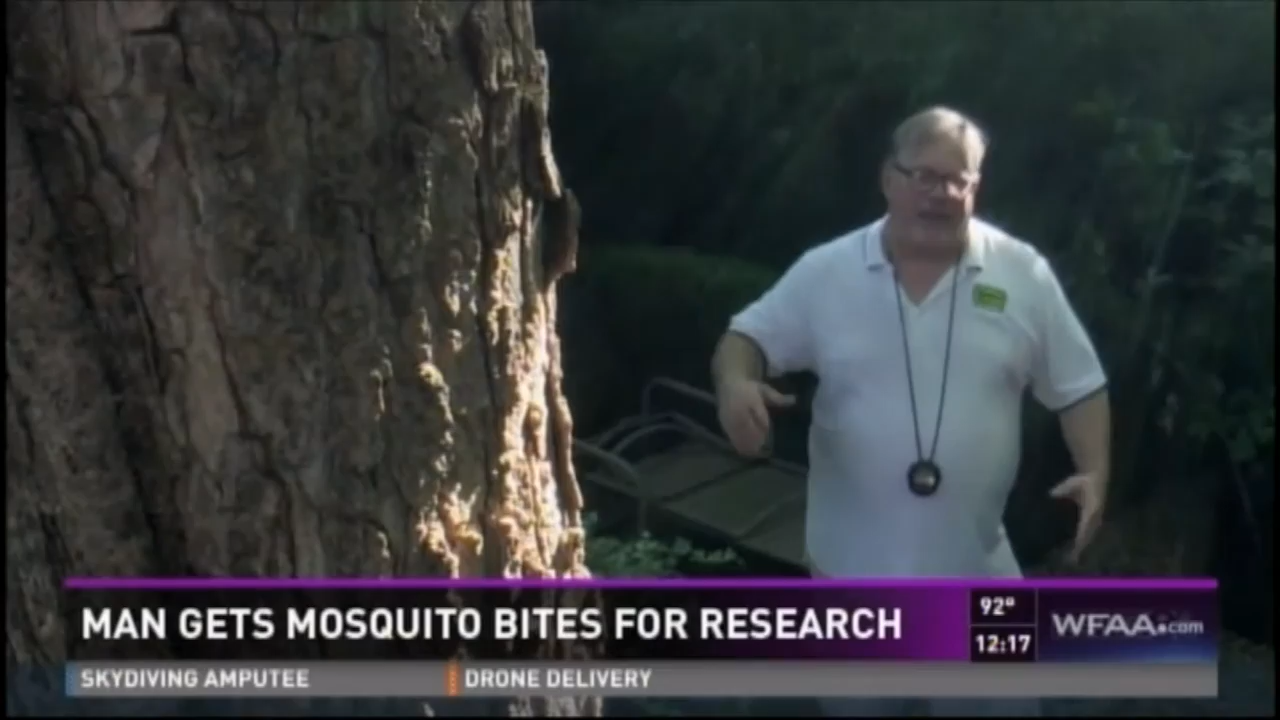 MAN GETS MOSQUITO BITES FOR RESEARCH
92°
12:17
WFAA.com
SKYDIVING AMPUTEE
DRONE DELIVERY